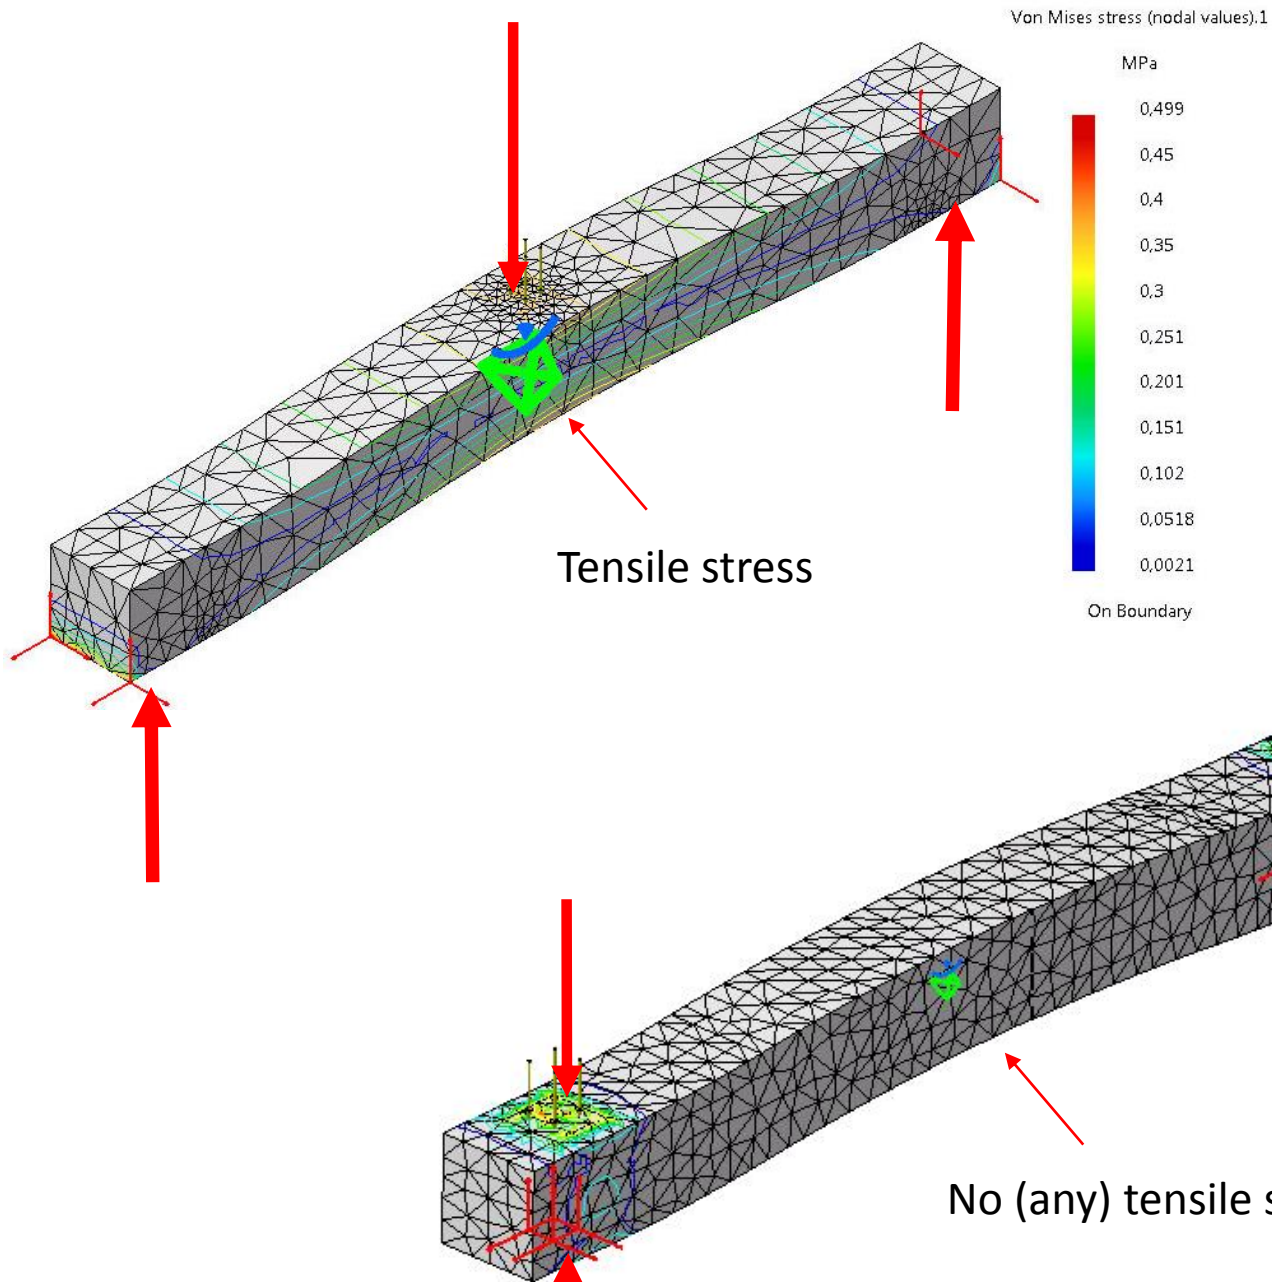 Von Mises stress (nodal values).1
MPa
0,499
0,45
0,4
0,35
0,3
0,251
0,201
0,151
0,102
0,0518
0,0021
On Boundary
Tensile stress
No (any) tensile s